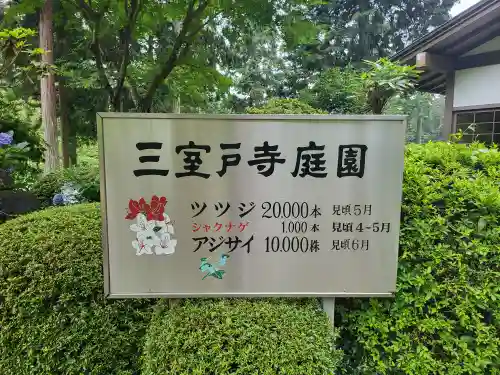 三室戸寺庭園
ツツジ 20.000本 見頃5月
シャクナゲ 1.000本 見頃4~5月
アジサイ 10.000株 見頃6月